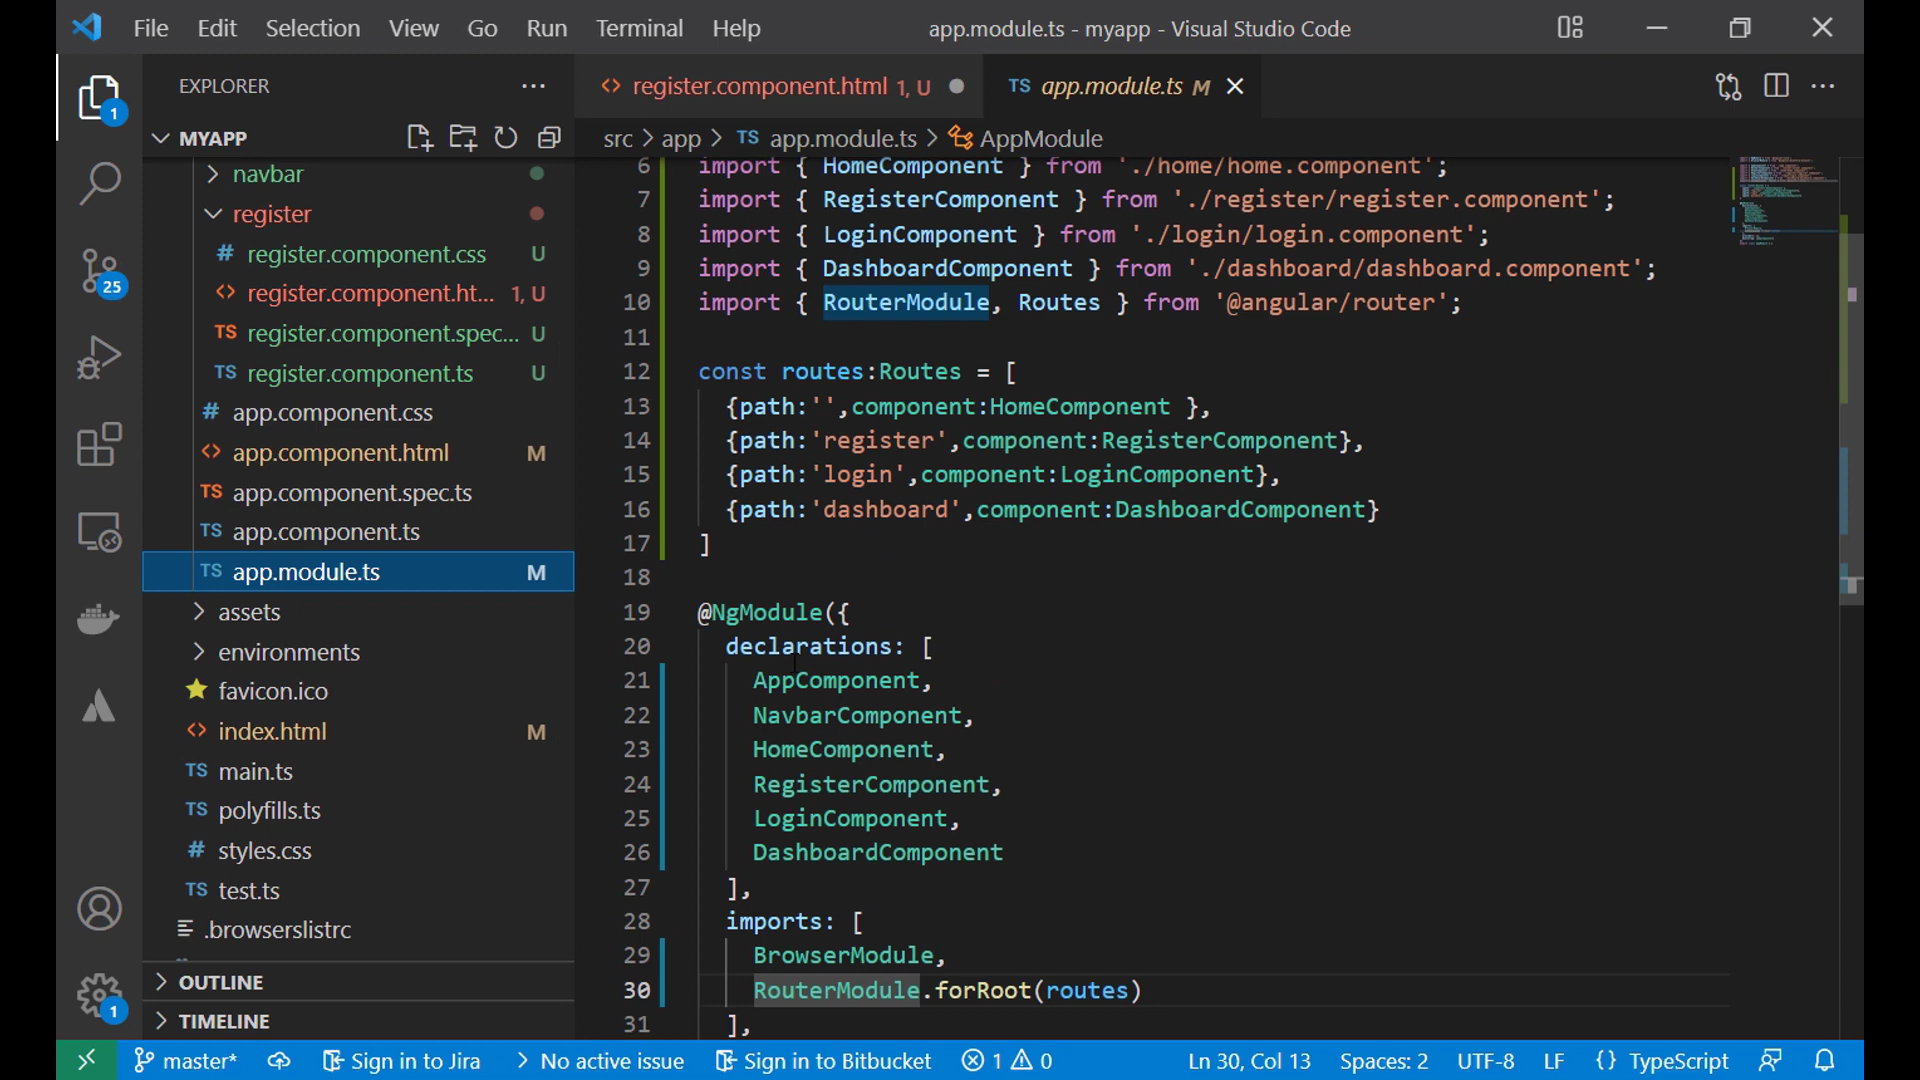 File Edit Selection View Go Run Terminal Help
app.module.ts - myapp - Visual Studio Code
EXPLORER
MYAPP
navbar
register
register.component.css U
register.component.ht... 1, U
register.component.spec... U
register.component.ts U
app.component.css
app.component.html M
app.component.spec.ts
app.component.ts
app.module.ts M
assets
environments
favicon.ico
index.html M
main.ts
polyfills.ts
styles.css
test.ts
.browserslistrc
OUTLINE
TIMELINE
1
25
1
register.component.html 1, U
TS app.module.ts M
src > app > TS app.module.ts > AppModule
6 import { HomeComponent } from './home/home.component';
7 import { RegisterComponent } from './register/register.component';
8 import { LoginComponent } from './login/login.component';
9 import { DashboardComponent } from './dashboard/dashboard.component';
10 import { RouterModule, Routes } from '@angular/router';
11
12 const routes:Routes = [
13 {path:'',component:HomeComponent },
14 {path:'register',component:RegisterComponent},
15 {path:'login',component:LoginComponent},
16 {path:'dashboard',component:DashboardComponent}
17 ]
18
19 @NgModule({
20 declarations: [
21 AppComponent,
22 NavbarComponent,
23 HomeComponent,
24 RegisterComponent,
25 LoginComponent,
26 DashboardComponent
27 ],
28 imports: [
29 BrowserModule,
30 RouterModule.forRoot(routes)
31 ],
master* Sign in to Jira No active issue Sign in to Bitbucket 1 0 Ln 30, Col 13 Spaces: 2 UTF-8 LF {} TypeScript